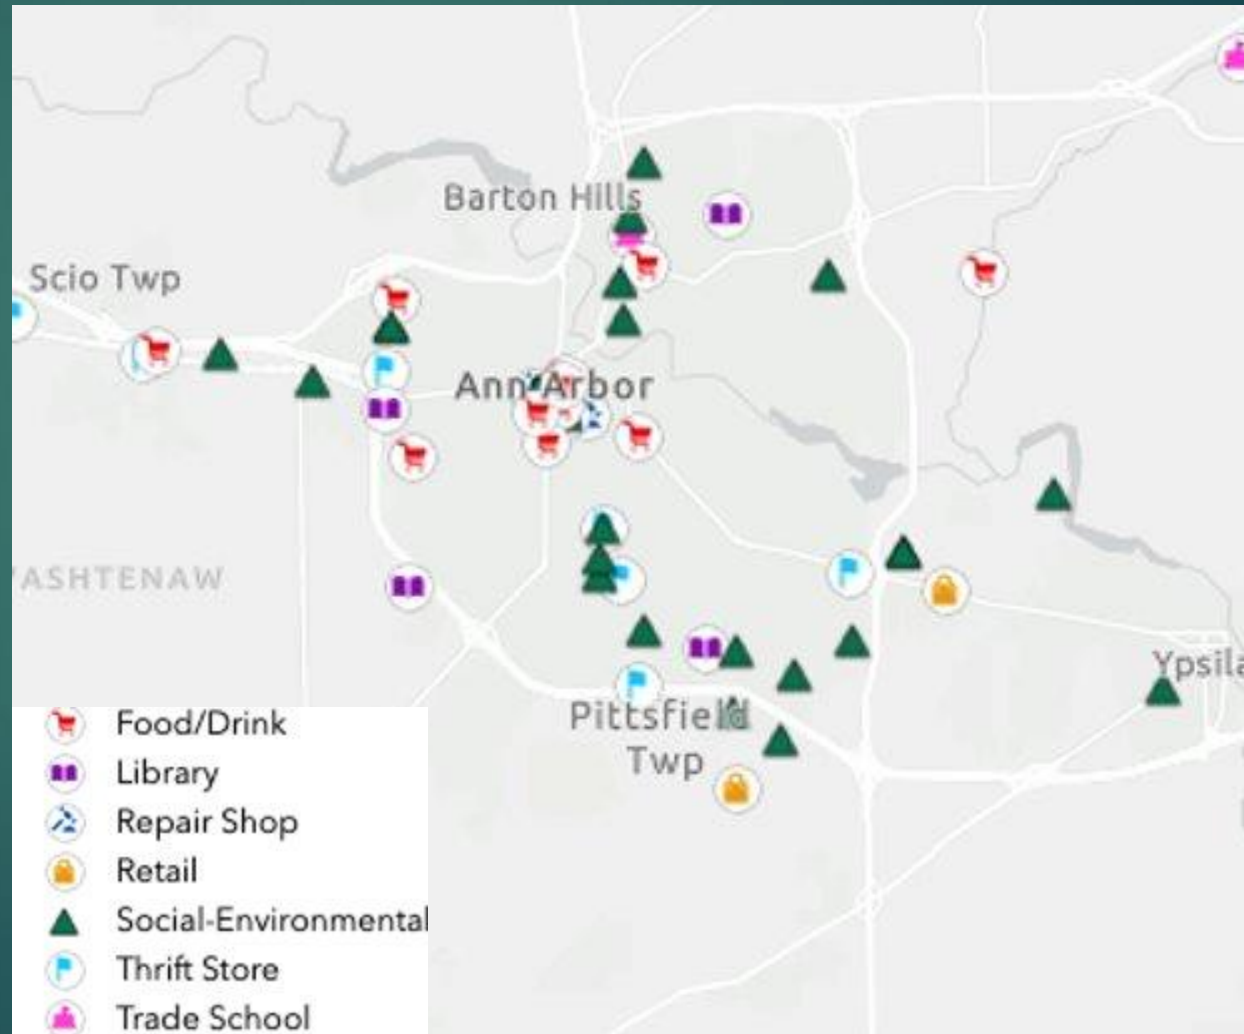 Barton Hills
Scio Twp
Ann Arbor
ASHTENAW
Ypsila
Pittsfield
Twp
Food/Drink
Library
Repair Shop
Retail
Social-Environmental
Thrift Store
Trade School